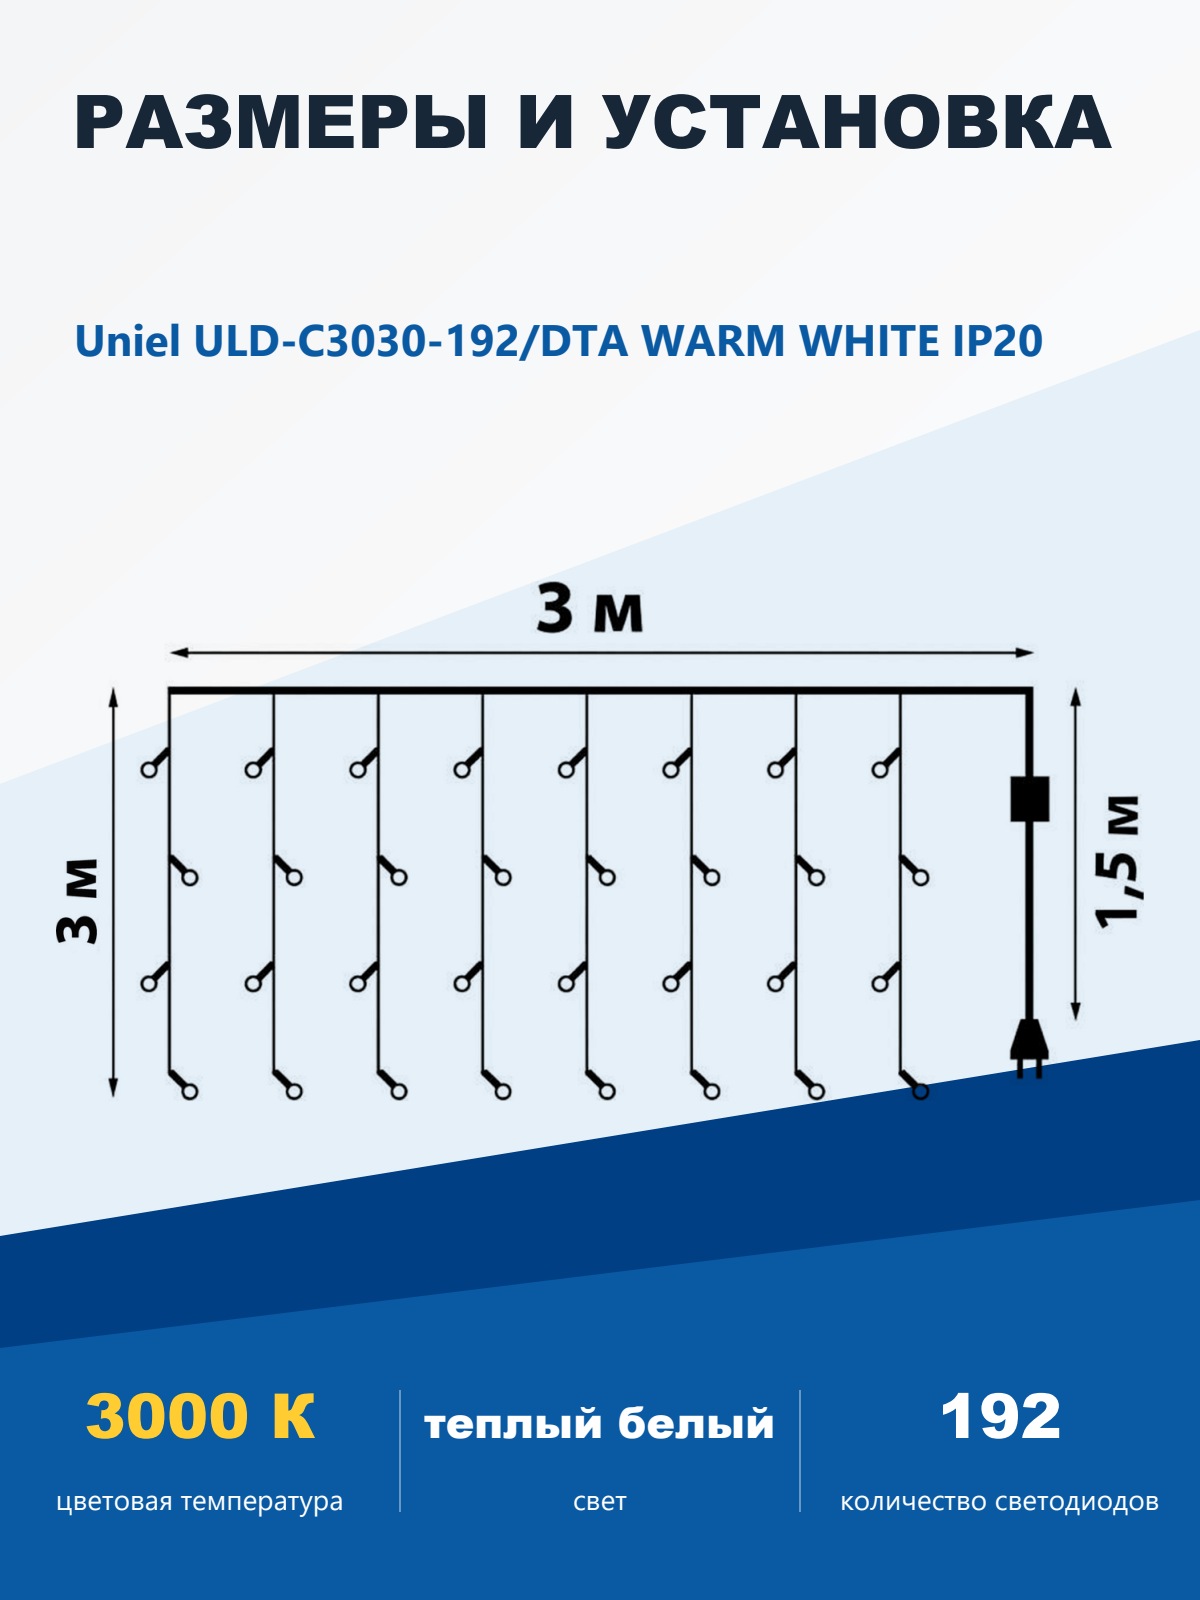 РАЗМЕРЫ И УСТАНОВКА
Uniel ULD-C3030-192/DTA WARM WHITE IP20
3 м
3 м
1,5 м
3000 К
теплый белый
192
цветовая температура
свет
количество светодиодов